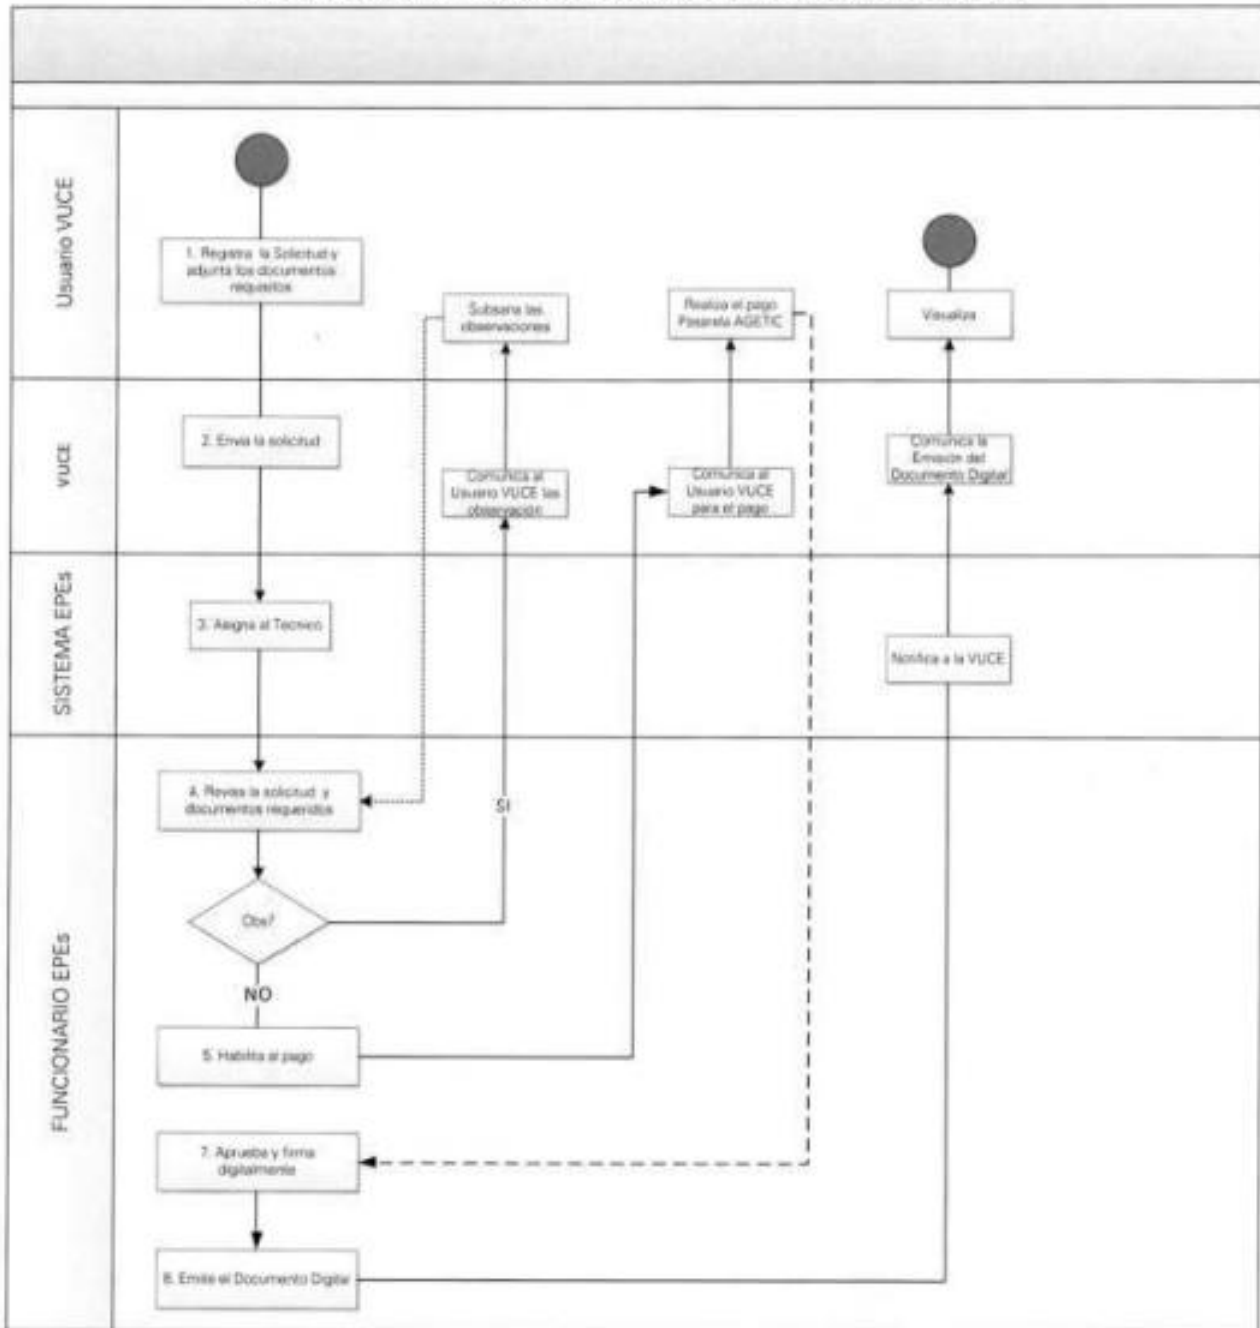 Usuario VUCE
1. Registra la Solicitud y
adjunta los documentos
requisitos
Subsana las
observaciones
Realiza el pago
Pasarela AGETIC
Visualiza
VUCE
2. Envia la solicitud
Comunica al
Usuario VUCE las
observación
Comunica al
Usuario VUCE
para el pago
Comunica la
Emisión del
Documento Digital
SISTEMA EPEs
3. Asigna al Tecnico
Notifica a la VUCE
FUNCIONARIO EPEs
4. Revisa la solicitud y
documentos requeridos
SI
Obs?
NO
5. Habilita al pago
7. Aprueba y firma
digitalmente
8. Emite el Documento Digital